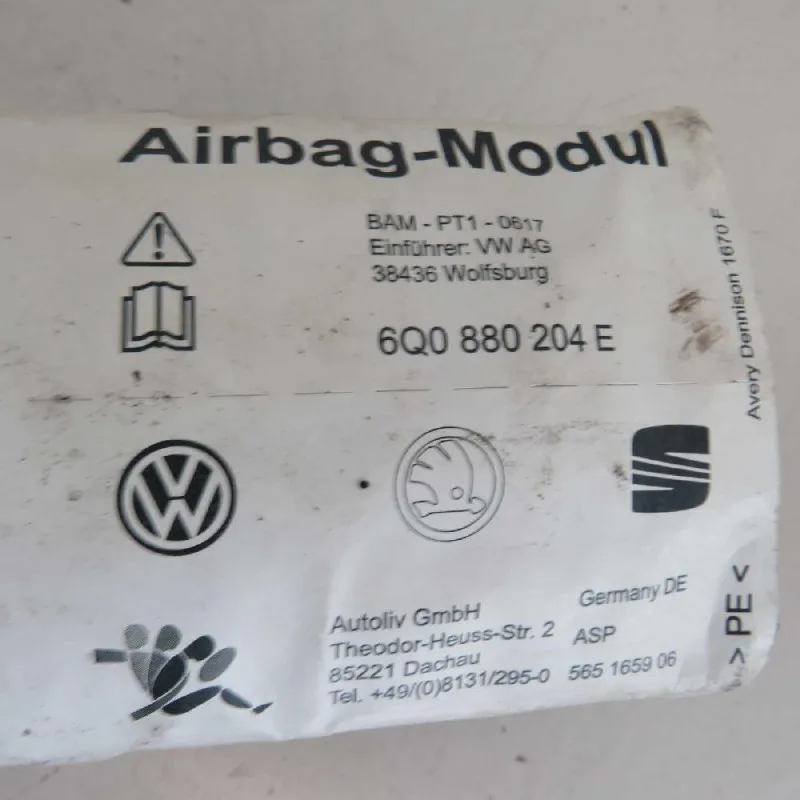 Airbag-Modul
BAM - PT1 - 0617
Einführer: VW AG
38436 Wolfsburg
6Q0 880 204 E
Avery Dennison 1670 F
Autoliv GmbH
Theodor-Heuss-Str. 2
85221 Dachau
Tel. +49/(0)8131/295-0
Germany DE
ASP
565 1659 06
> PE <